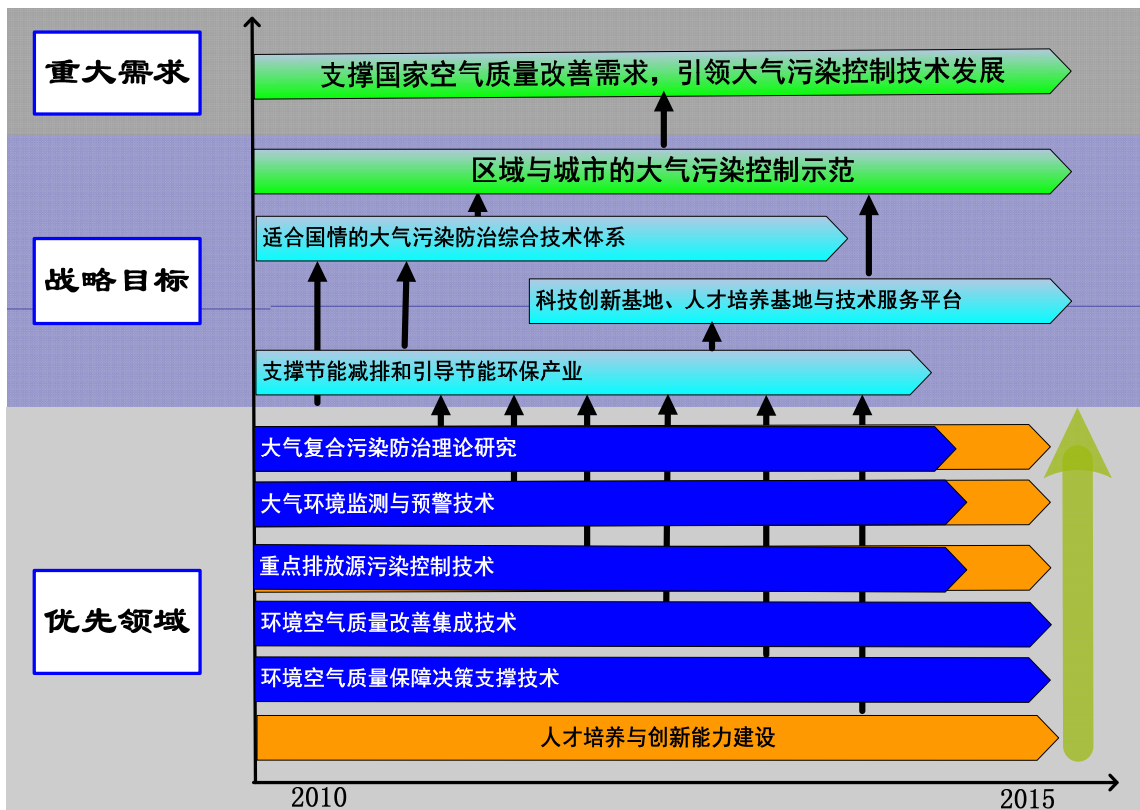 重大需求
支撑国家空气质量改善需求，引领大气污染控制技术发展
区域与城市的大气污染控制示范
适合国情的大气污染防治综合技术体系
战略目标
科技创新基地、人才培养基地与技术服务平台
支撑节能减排和引导节能环保产业
大气复合污染防治理论研究
大气环境监测与预警技术
重点排放源污染控制技术
优先领域
环境空气质量改善集成技术
环境空气质量保障决策支撑技术
人才培养与创新能力建设
2010
2015